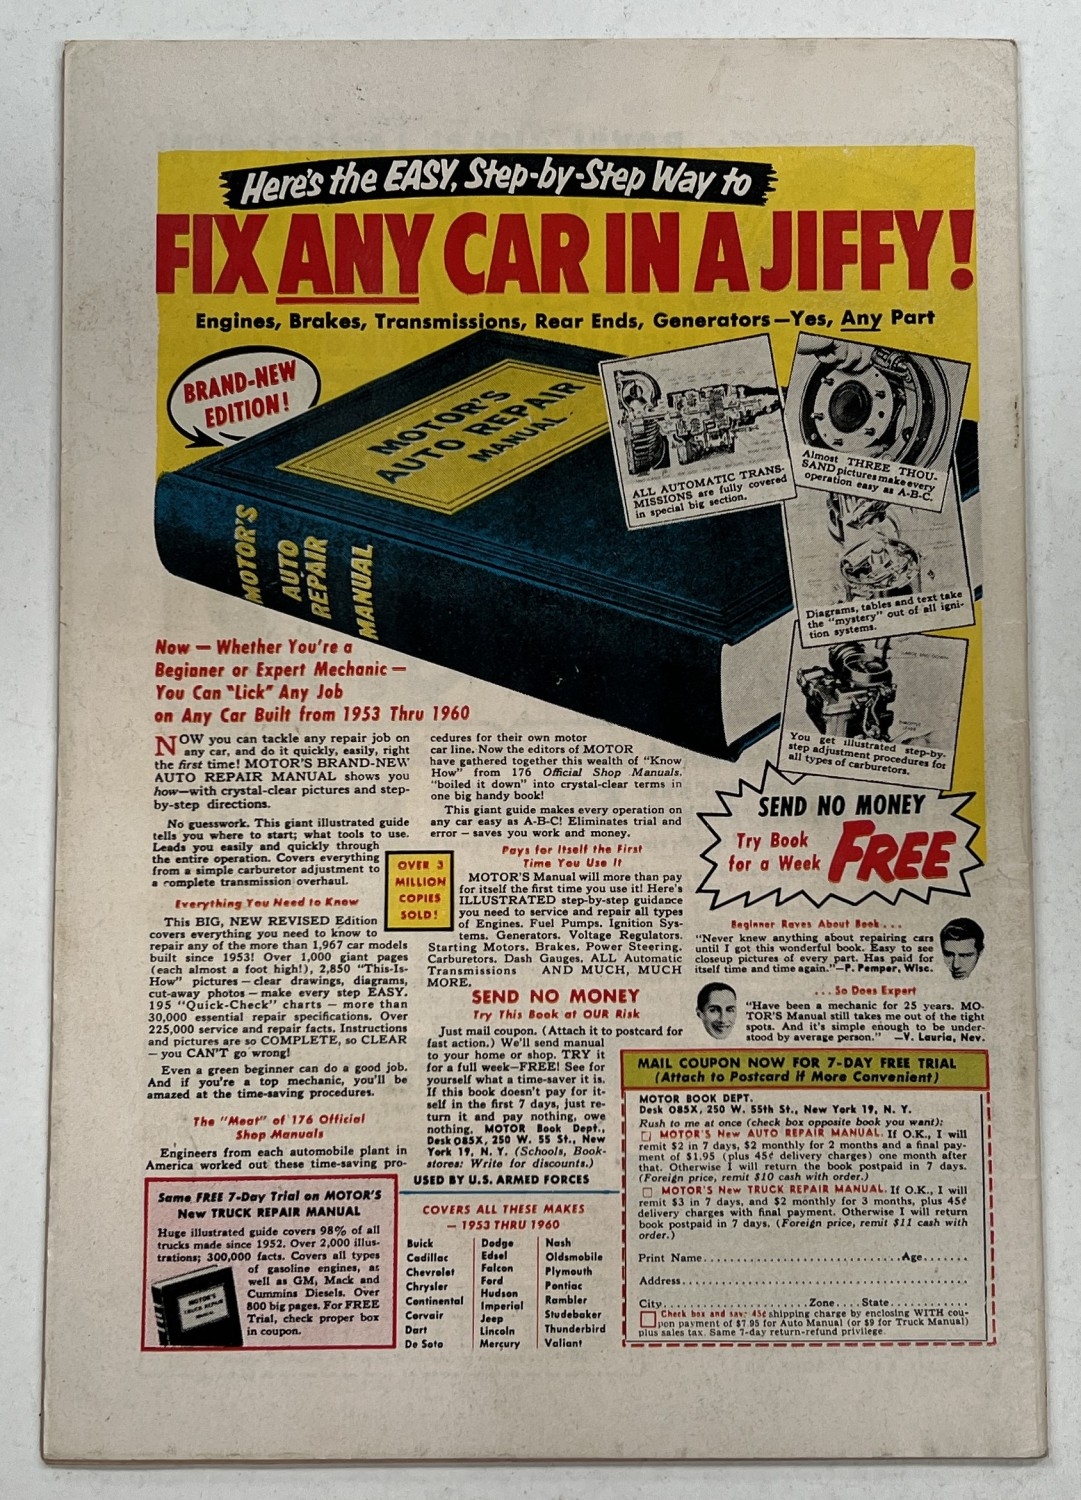 Here's the EASY, Step-by-Step Way to
FIX ANY CAR IN A JIFFY!
Engines, Brakes, Transmissions, Rear Ends, Generators—Yes, Any Part
BRAND-NEW
EDITION!
MOTOR'S
AUTO REPAIR
MANUAL
MOTOR'S
AUTO
REPAIR
MANUAL
ALL AUTOMATIC TRANS-
MISSIONS are fully covered
in special big section.
Almost THREE THOU-
SAND pictures make every
operation easy as A-B-C.
Diagrams, tables and text take
the "mystery" out of all igni-
tion systems.
You get illustrated step-by-
step adjustment procedures for
all types of carburetors.
Now — Whether You're a
Beginner or Expert Mechanic —
You Can "Lick" Any Job
on Any Car Built from 1953 Thru 1960
NOW you can tackle any repair job on
any car, and do it quickly, easily, right
the first time! MOTOR'S BRAND-NEW
AUTO REPAIR MANUAL shows you
how—with crystal-clear pictures and step-
by-step directions.
No guesswork. This giant illustrated guide
tells you where to start; what tools to use.
Leads you easily and quickly through
the entire operation. Covers everything
from a simple carburetor adjustment to
a complete transmission overhaul.
Everything You Need to Know
This BIG, NEW REVISED Edition
covers everything you need to know to
repair any of the more than 1,967 car models
built since 1953! Over 1,000 giant pages
(each almost a foot high!), 2,850 "This-Is-
How" pictures — clear drawings, diagrams,
cut-away photos — make every step EASY.
195 "Quick-Check" charts — more than
30,000 essential repair specifications. Over
225,000 service and repair facts. Instructions
and pictures are so COMPLETE, so CLEAR
— you CAN'T go wrong!
Even a green beginner can do a good job.
And if you're a top mechanic, you'll be
amazed at the time-saving procedures.
The "Meat" of 176 Official
Shop Manuals
Engineers from each automobile plant in
America worked out these time-saving pro-
OVER 3
MILLION
COPIES
SOLD!
cedures for their own motor
car line. Now the editors of MOTOR
have gathered together this wealth of "Know
How" from 176 Official Shop Manuals,
"boiled it down" into crystal-clear terms in
one big handy book!
This giant guide makes every operation on
any car easy as A-B-C! Eliminates trial and
error – saves you work and money.
Pays for Itself the First
Time You Use It
MOTOR'S Manual will more than pay
for itself the first time you use it! Here's
ILLUSTRATED step-by-step guidance
you need to service and repair all types
of Engines. Fuel Pumps. Ignition Sys-
tems. Generators. Voltage Regulators.
Starting Motors. Brakes. Power Steering.
Carburetors. Dash Gauges. ALL Automatic
Transmissions AND MUCH, MUCH
MORE.
SEND NO MONEY
Try This Book at OUR Risk
Just mail coupon. (Attach it to postcard for
fast action.) We'll send manual
to your home or shop. TRY it
for a full week—FREE! See for
yourself what a time-saver it is.
If this book doesn't pay for it-
self in the first 7 days, just re-
turn it and pay nothing, owe
nothing. MOTOR Book Dept.,
Desk O85X, 250 W. 55 St., New
York 19, N. Y. (Schools, Book-
stores: Write for discounts.)
USED BY U.S. ARMED FORCES
SEND NO MONEY
Try Book
for a Week FREE
Beginner Raves About Book . . .
"Never knew anything about repairing cars
until I got this wonderful book. Easy to see
closeup pictures of every part. Has paid for
itself time and time again."—P. Pemper, Wisc.
. . . So Does Expert
"Have been a mechanic for 25 years. MO-
TOR'S Manual still takes me out of the tight
spots. And it's simple enough to be under-
stood by average person." —V. Lauria, Nev.
Same FREE 7-Day Trial on MOTOR'S
New TRUCK REPAIR MANUAL
Huge illustrated guide covers 98% of all
trucks made since 1952. Over 2,000 illus-
trations; 300,000 facts. Covers all types
of gasoline engines, as
well as GM, Mack and
Cummins Diesels. Over
800 big pages. For FREE
Trial, check proper box
in coupon.
MOTOR'S
TRUCK REPAIR
MANUAL
COVERS ALL THESE MAKES
— 1953 THRU 1960
Buick
Cadillac
Chevrolet
Chrysler
Continental
Corvair
Dart
De Soto
Dodge
Edsel
Falcon
Ford
Hudson
Imperial
Jeep
Lincoln
Mercury
Nash
Oldsmobile
Plymouth
Pontiac
Rambler
Studebaker
Thunderbird
Valiant
MAIL COUPON NOW FOR 7-DAY FREE TRIAL
(Attach to Postcard if More Convenient)
MOTOR BOOK DEPT.
Desk O85X, 250 W. 55th St., New York 19, N. Y.
Rush to me at once (check box opposite book you want):
MOTOR'S New AUTO REPAIR MANUAL. If O.K., I will
remit $2 in 7 days, $2 monthly for 2 months and a final pay-
ment of $1.95 (plus 45¢ delivery charges) one month after
that. Otherwise I will return the book postpaid in 7 days.
(Foreign price, remit $10 cash with order.)
MOTOR'S New TRUCK REPAIR MANUAL. If O.K., I will
remit $3 in 7 days, and $2 monthly for 3 months, plus 45¢
delivery charges with final payment. Otherwise I will return
book postpaid in 7 days. (Foreign price, remit $11 cash with
order.)
Print Name..............................Age.......
Address.......................................
City........................Zone....State............
Check box and save 45¢ shipping charge by enclosing WITH cou-
pon payment of $7.95 for Auto Manual (or $9 for Truck Manual)
plus sales tax. Same 7-day return-refund privilege.